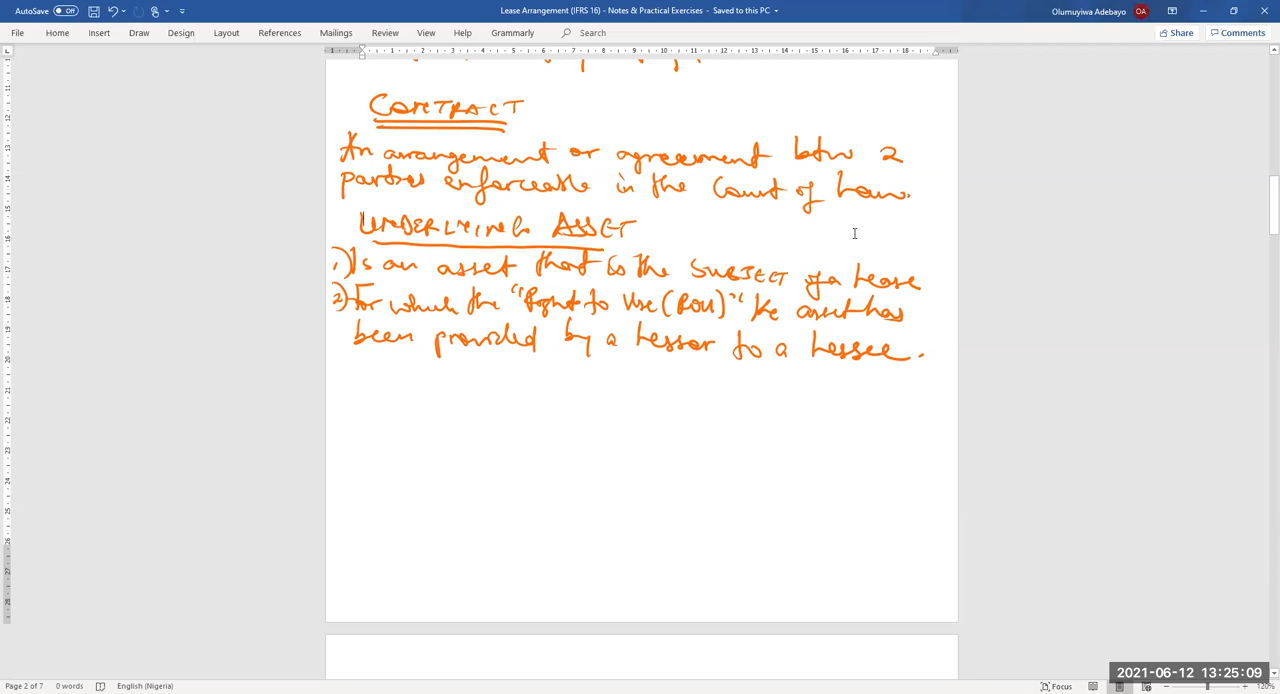 AutoSave Off
Lease Arrangement (IFRS 16) - Notes & Practical Exercises - Saved to this PC
Olumuyiwa Adebayo OA
File Home Insert Draw Design Layout References Mailings Review View Help Grammarly Search Share Comments
CONTRACT
An arrangement or agreement btw 2
parties enforceable in the Court of Law.
UNDERLYING ASSET
1) Is an asset that is the SUBJECT of a Lease
2) For which the "Right to Use (ROU)" the asset has
been provided by a Lessor to a Lessee.
Page 2 of 7 0 words English (Nigeria) Focus 120%
2021-06-12 13:25:09